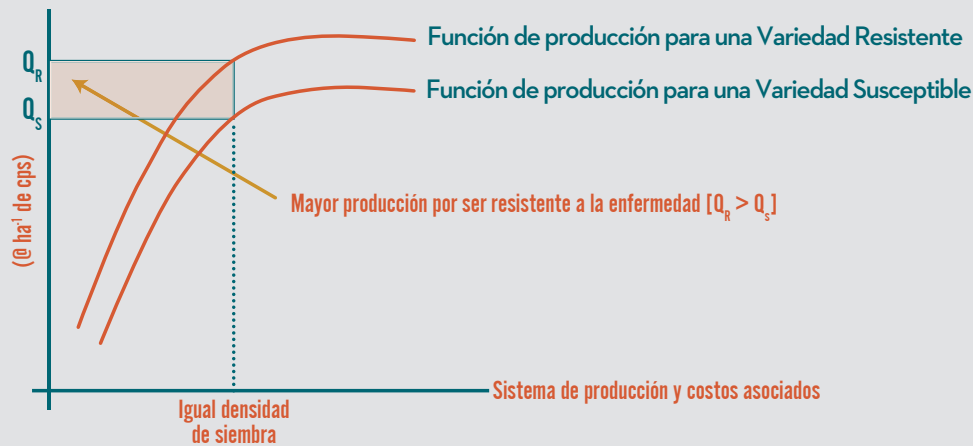 Función de producción para una Variedad Resistente
Q_R
Función de producción para una Variedad Susceptible
Q_s
(@ ha⁻¹ de cps)
Mayor producción por ser resistente a la enfermedad [Q_R > Q_s]
Sistema de producción y costos asociados
Igual densidad
de siembra